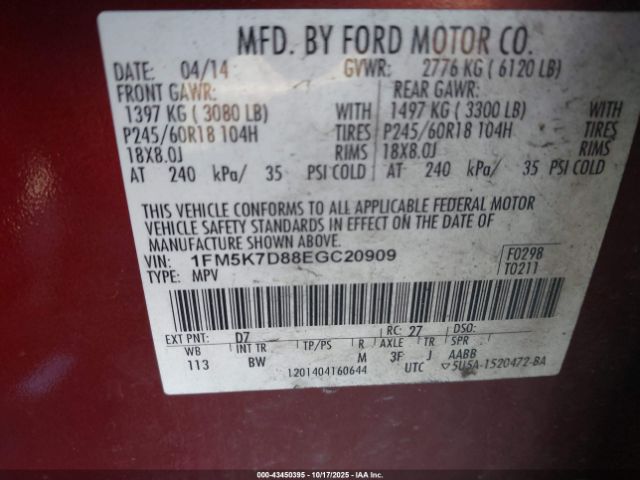 MFD. BY FORD MOTOR CO.
DATE: 04/14 GVWR: 2776 KG ( 6120 LB)
FRONT GAWR: REAR GAWR:
1397 KG ( 3080 LB) WITH 1497 KG ( 3300 LB) WITH
P245/60R18 104H TIRES P245/60R18 104H TIRES
18X8.0J RIMS 18X8.0J RIMS
AT 240 kPa/ 35 PSI COLD AT 240 kPa/ 35 PSI COLD
THIS VEHICLE CONFORMS TO ALL APPLICABLE FEDERAL MOTOR
VEHICLE SAFETY STANDARDS IN EFFECT ON THE DATE OF
MANUFACTURE SHOWN ABOVE.
VIN: 1FM5K7D88EGC20909 F0298
TYPE: MPV T0211
EXT PNT: D7 RC: 27 DSO:
WB INT TR TP/PS R AXLE TR SPR
113 BW M 3F J AABB
1201404160644 UTC ▽5U5A-1520472-BA
© - 43450395 - 10/17/2025 - IAA Inc.